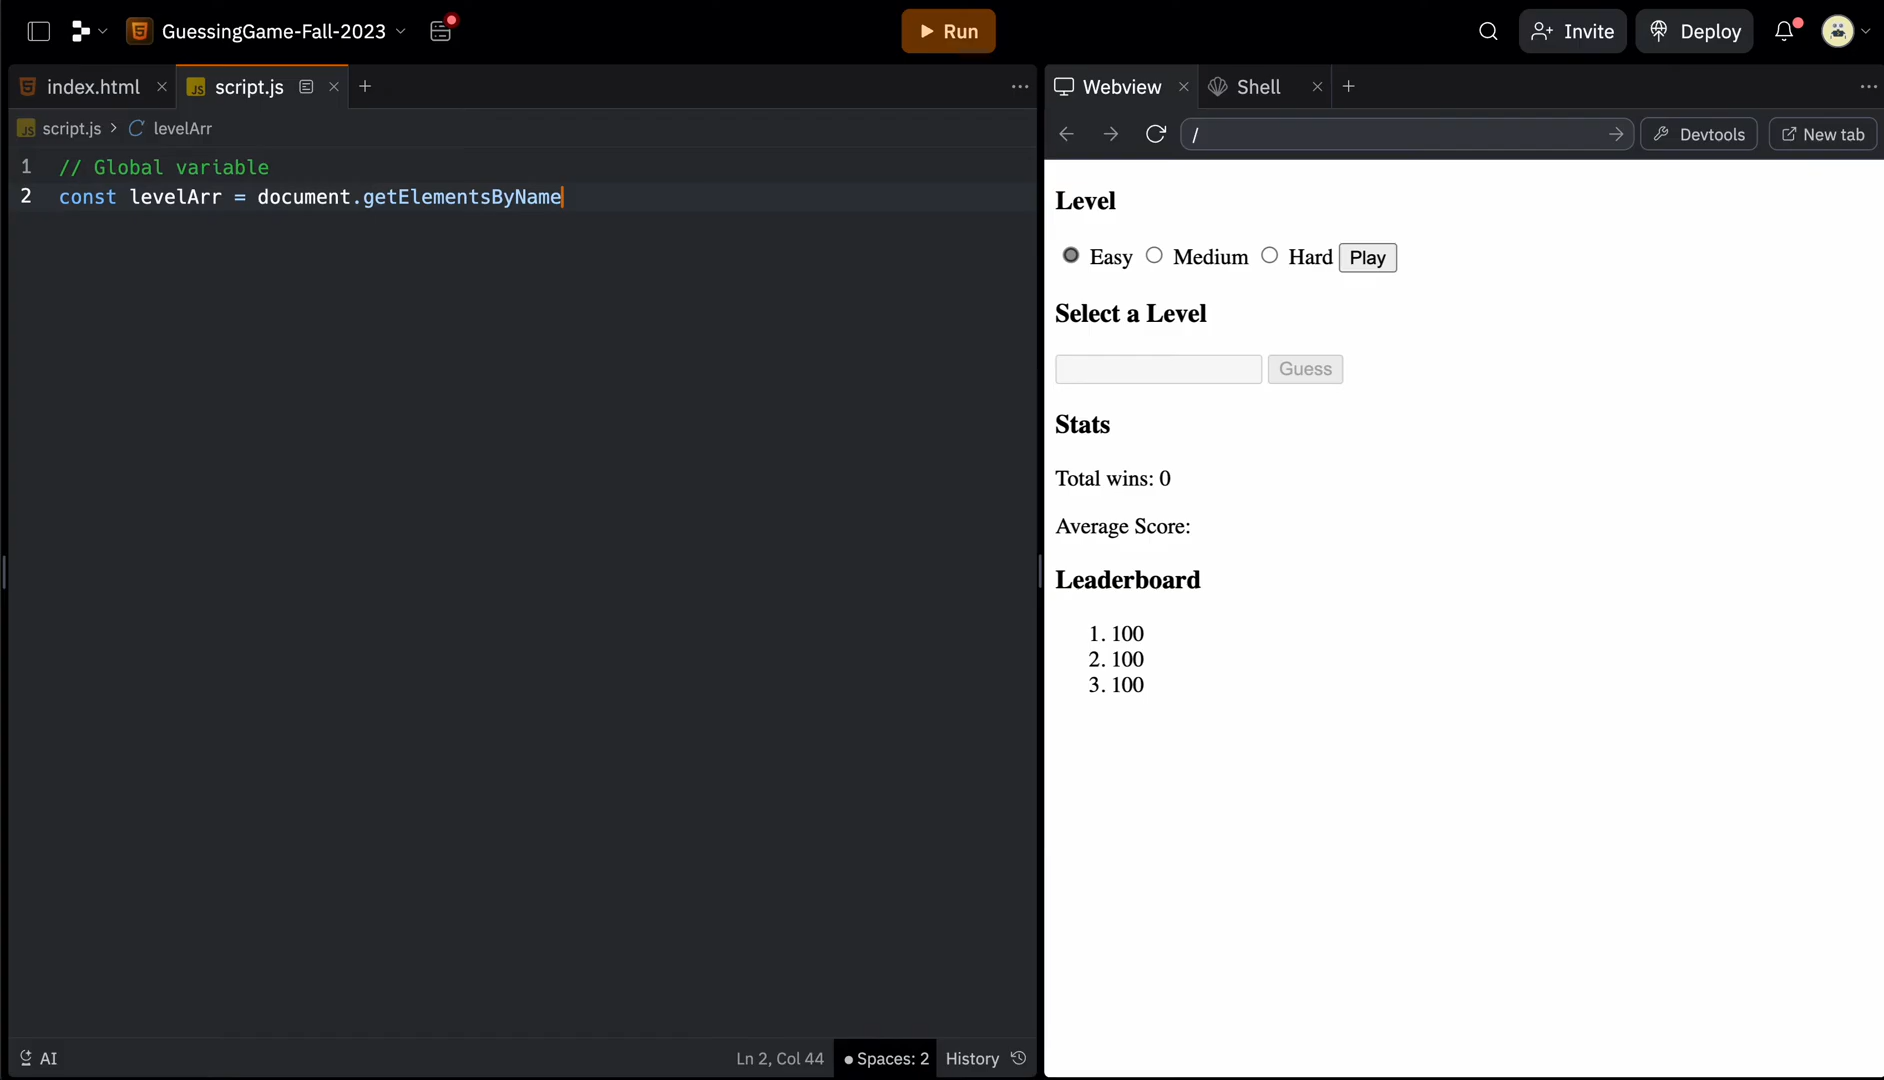 GuessingGame-Fall-2023
Run
Invite
Deploy
index.html
JS script.js
Webview
Shell
JS script.js > levelArr
/
Devtools
New tab
1 // Global variable
2 const levelArr = document.getElementsByName
Level
Easy Medium Hard Play
Select a Level
Guess
Stats
Total wins: 0
Average Score:
Leaderboard
1. 100
2. 100
3. 100
AI
Ln 2, Col 44
Spaces: 2
History